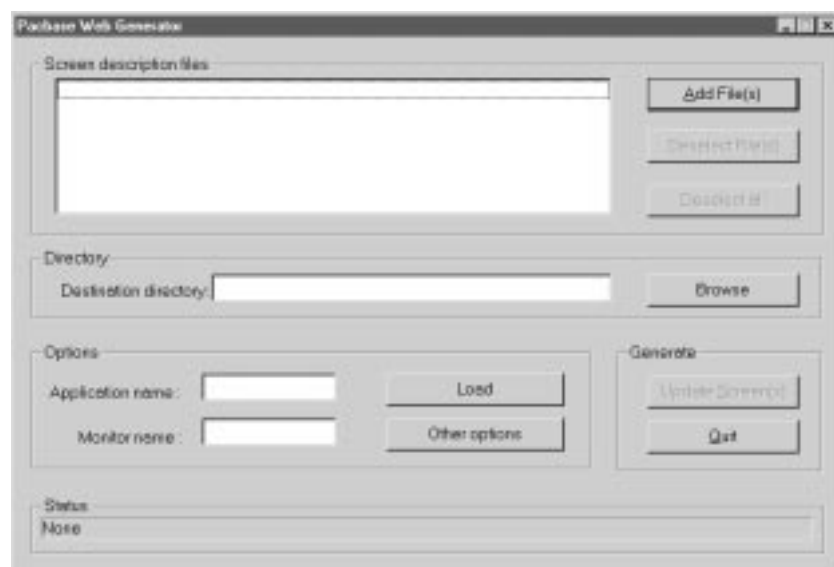 Pacbase Web Generator
Screen description files
Add File(s)
Deselect File(s)
Deselect all
Directory
Destination directory:
Browse
Options
Generate
Application name :
Load
Update Screen(s)
Monitor name :
Other options
Quit
Status
None